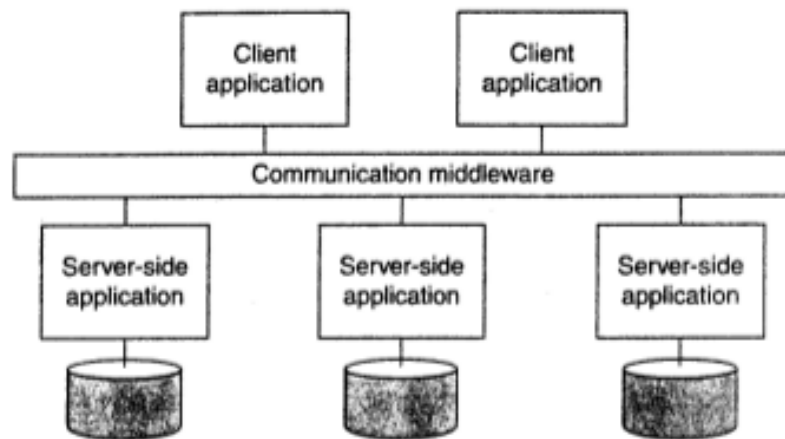 Client
application
Client
application
Communication middleware
Server-side
application
Server-side
application
Server-side
application